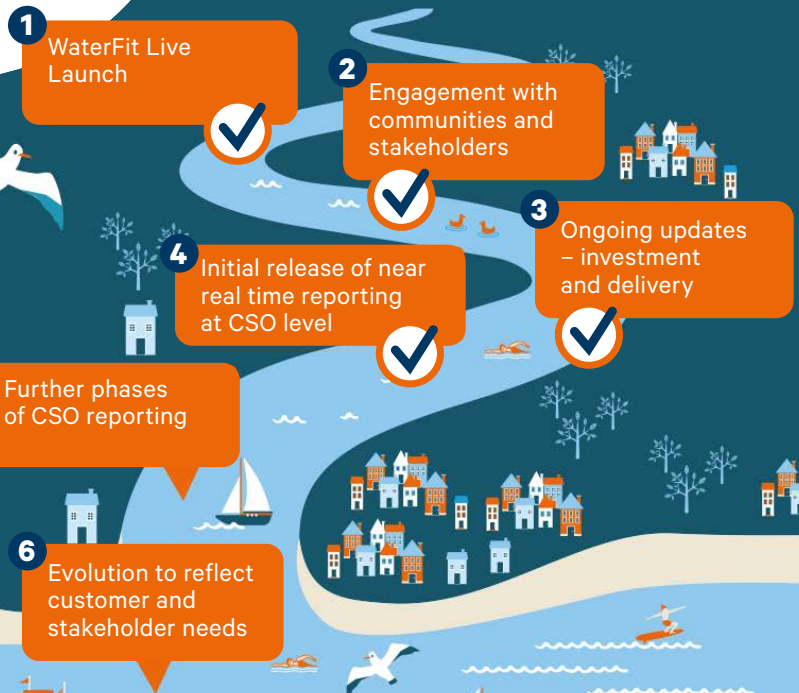 1
WaterFit Live
Launch
2
Engagement with
communities and
stakeholders
3
Ongoing updates
– investment
and delivery
4
Initial release of near
real time reporting
at CSO level
Further phases
of CSO reporting
6
Evolution to reflect
customer and
stakeholder needs